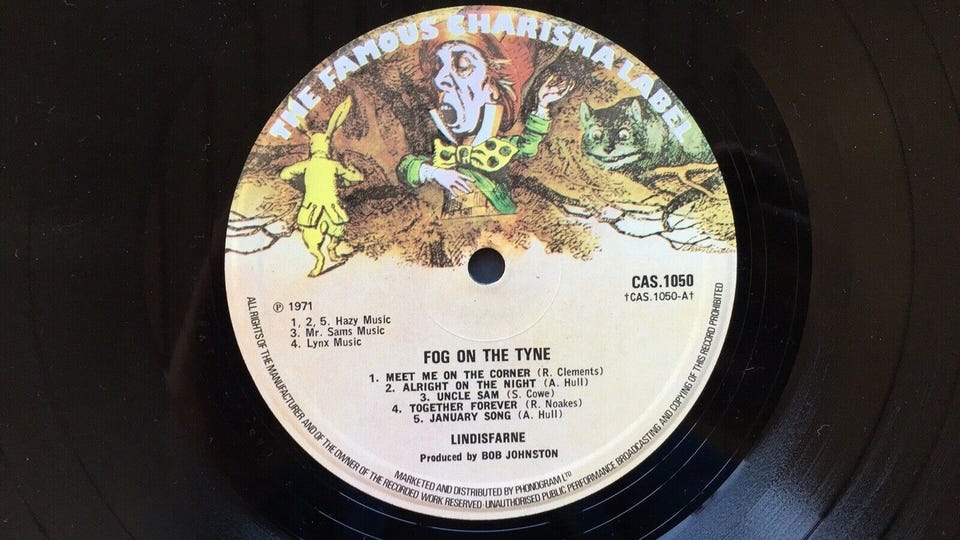 THE FAMOUS CHARISMA LABEL
CAS.1050
†CAS.1050-A†
℗ 1971
1, 2, 5. Hazy Music
3. Mr. Sams Music
4. Lynx Music
FOG ON THE TYNE
1. MEET ME ON THE CORNER (R. Clements)
2. ALRIGHT ON THE NIGHT (A. Hull)
3. UNCLE SAM (S. Cowe)
4. TOGETHER FOREVER (R. Noakes)
5. JANUARY SONG (A. Hull)
LINDISFARNE
Produced by BOB JOHNSTON
MARKETED AND DISTRIBUTED BY PHONOGRAM LTD
ALL RIGHTS OF THE MANUFACTURER AND OF THE OWNER OF THE RECORDED WORK RESERVED · UNAUTHORISED PUBLIC PERFORMANCE BROADCASTING AND COPYING OF THIS RECORD PROHIBITED